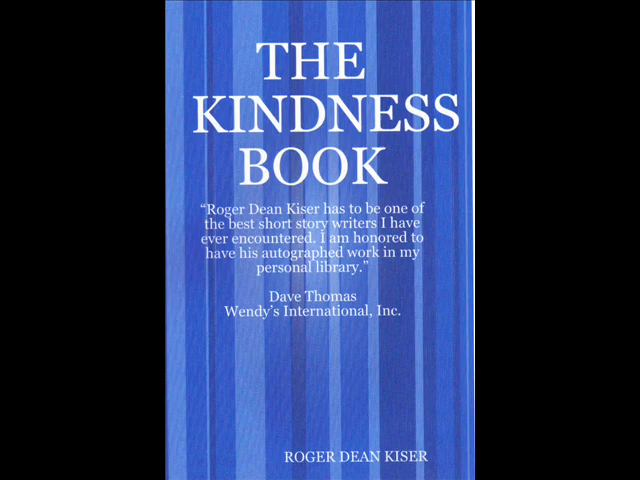 THE
KINDNESS
BOOK
“Roger Dean Kiser has to be one of
the best short story writers I have
ever encountered. I am honored to
have his autographed work in my
personal library.”
Dave Thomas
Wendy’s International, Inc.
ROGER DEAN KISER